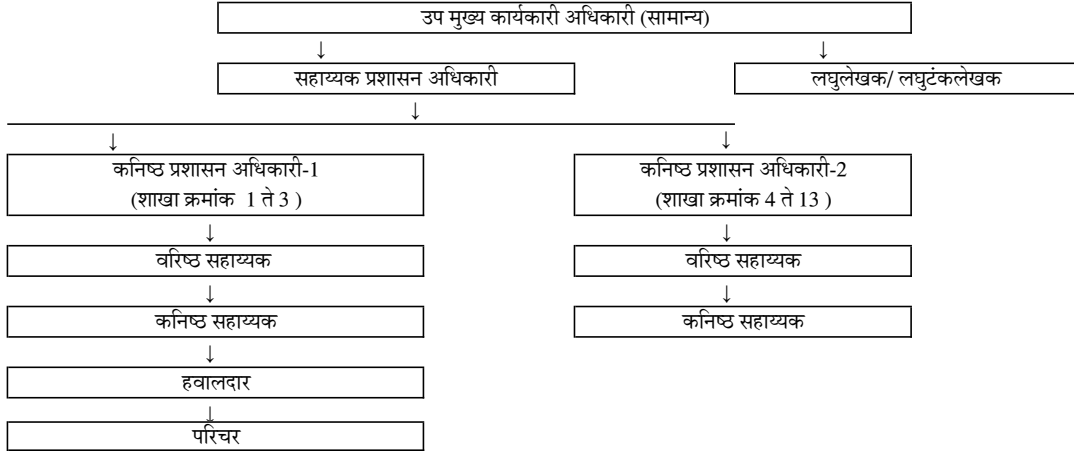 उप मुख्य कार्यकारी अधिकारी (सामान्य)
↓ ↓
सहाय्यक प्रशासन अधिकारी लघुलेखक/ लघुटंकलेखक
↓
↓ ↓
कनिष्ठ प्रशासन अधिकारी-1 कनिष्ठ प्रशासन अधिकारी-2
(शाखा क्रमांक 1 ते 3 ) (शाखा क्रमांक 4 ते 13 )
↓ ↓
वरिष्ठ सहाय्यक वरिष्ठ सहाय्यक
↓ ↓
कनिष्ठ सहाय्यक कनिष्ठ सहाय्यक
↓
हवालदार
↓
परिचर